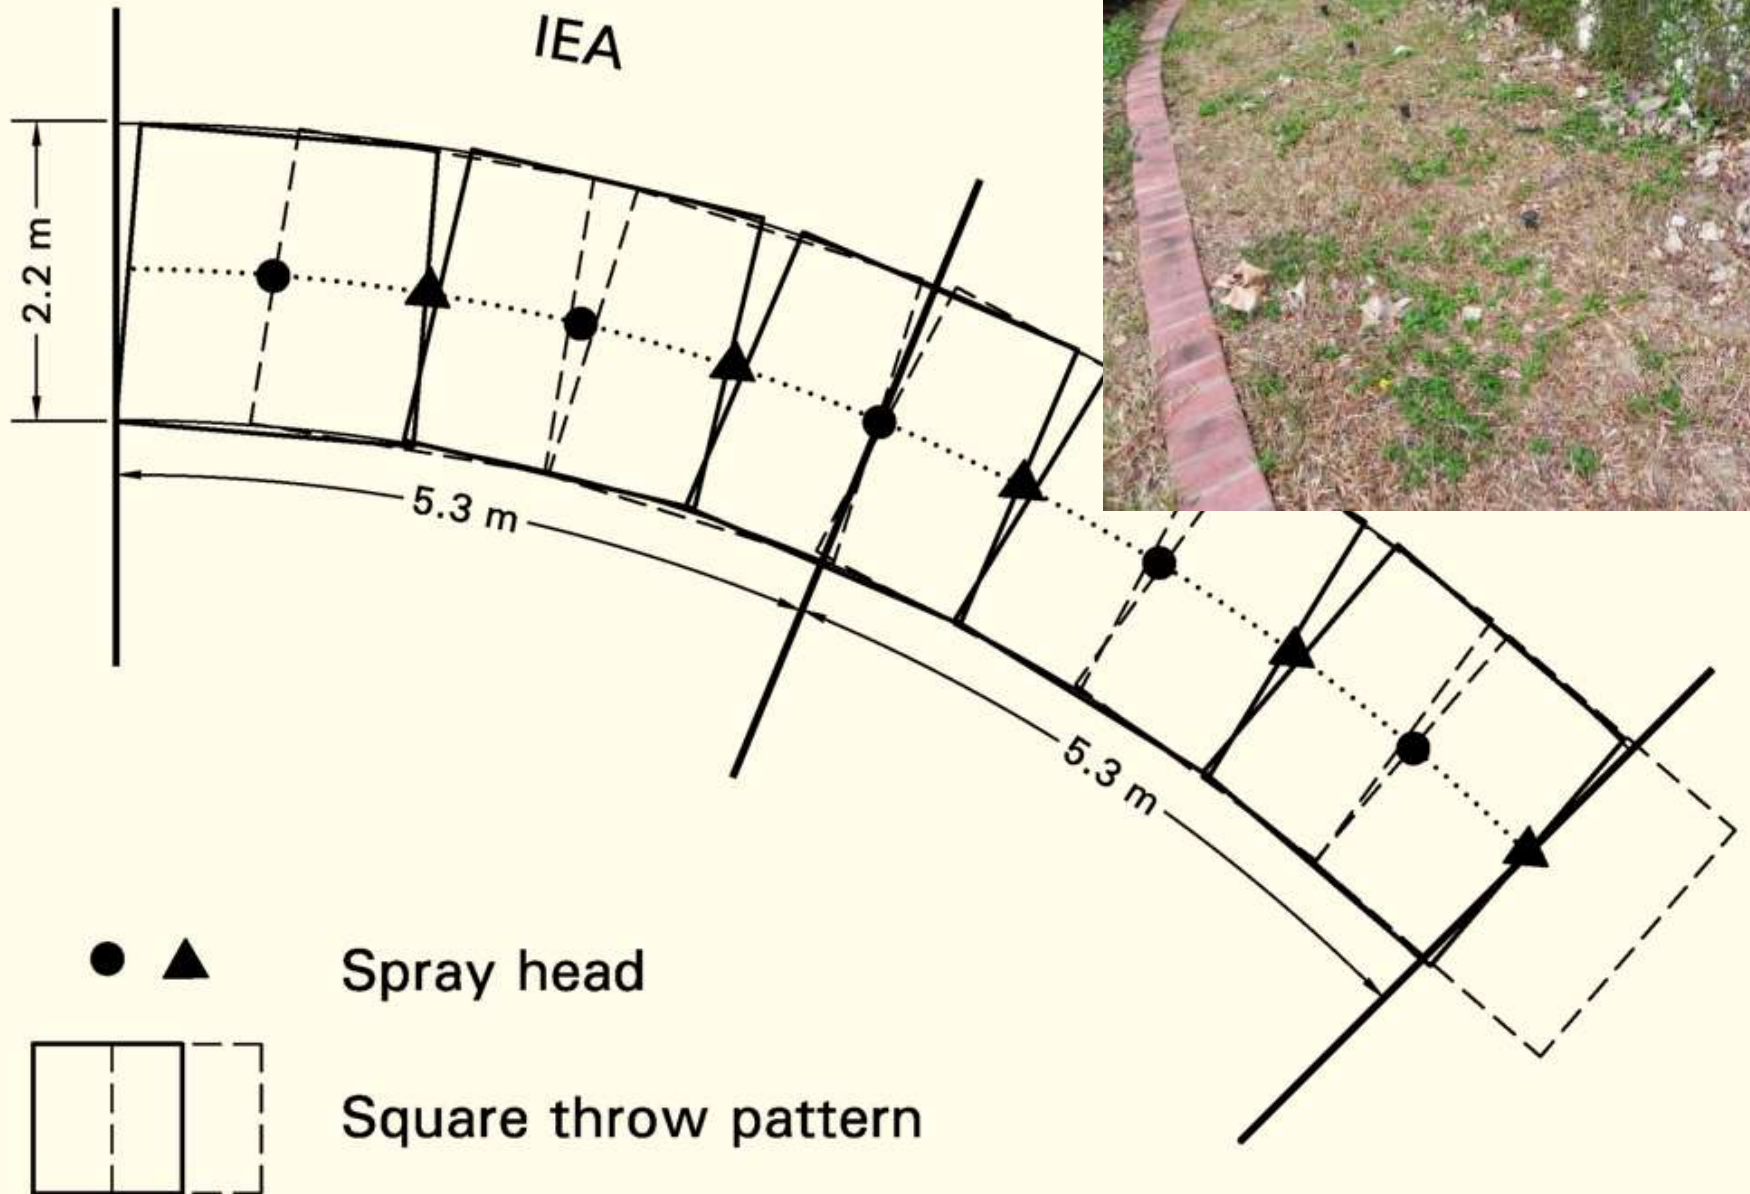 IEA
2.2 m
5.3 m
5.3 m
Spray head
Square throw pattern